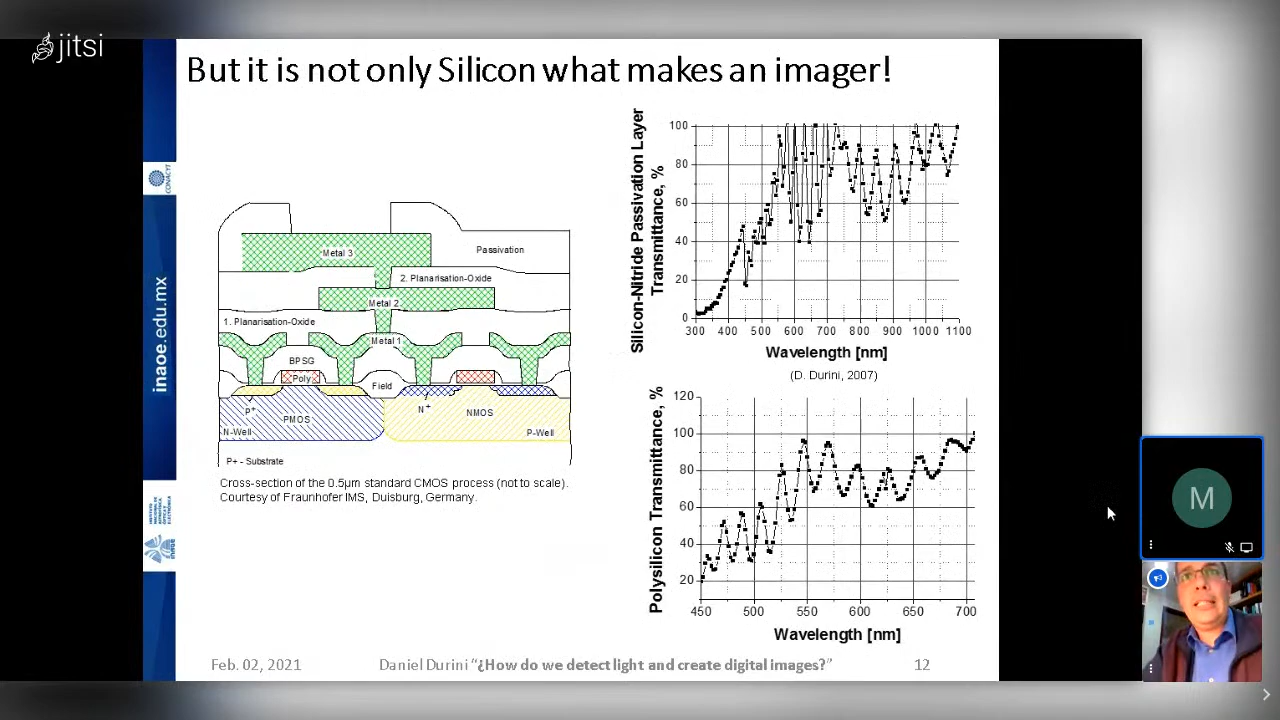 jitsi
But it is not only Silicon what makes an imager!
CONACYT
inaoe.edu.mx
INAOE
Metal 3
Passivation
2. Planarisation-Oxide
Metal 2
1. Planarisation-Oxide
Metal 1
BPSG
Poly
Field
P+
N+
PMOS
NMOS
N-Well
P-Well
P+ - Substrate
Cross-section of the 0.5µm standard CMOS process (not to scale).
Courtesy of Fraunhofer IMS, Duisburg, Germany.
Silicon-Nitride Passivation Layer
Transmittance, %
100
80
60
40
20
0
300 400 500 600 700 800 900 1000 1100
Wavelength [nm]
(D. Durini, 2007)
Polysilicon Transmittance, %
120
100
80
60
40
20
450 500 550 600 650 700
Wavelength [nm]
M
Feb. 02, 2021
Daniel Durini "¿How do we detect light and create digital images?"
12